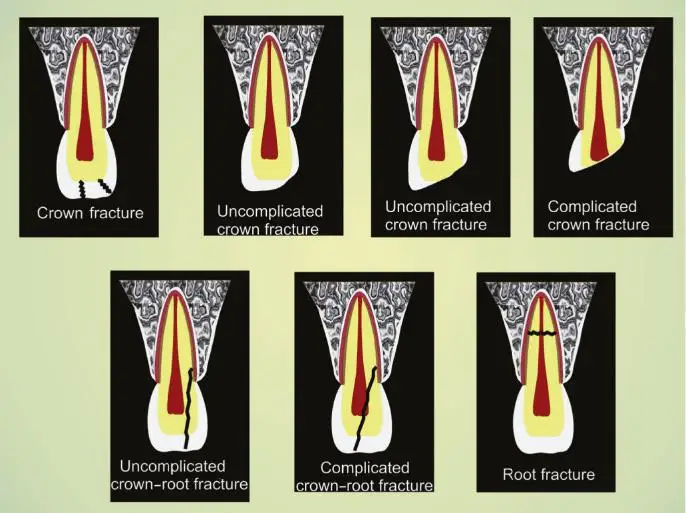 Crown fracture
Uncomplicated
crown fracture
Uncomplicated
crown fracture
Complicated
crown fracture
Uncomplicated
crown–root fracture
Complicated
crown–root fracture
Root fracture